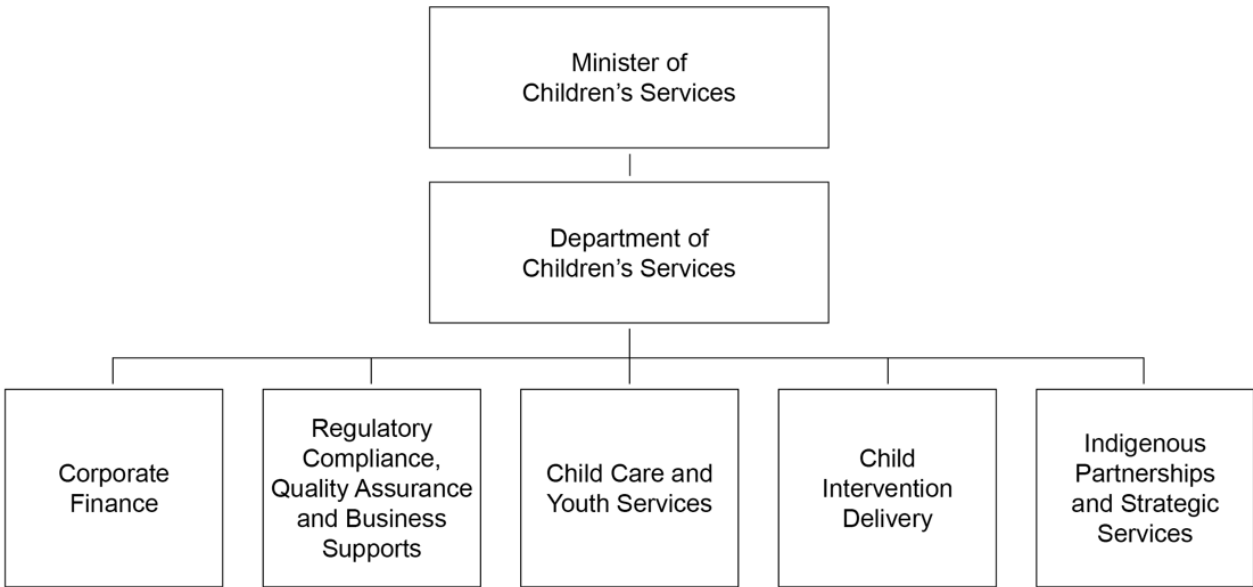 Minister of
Children’s Services
Department of
Children’s Services
Corporate
Finance
Regulatory
Compliance,
Quality Assurance
and Business
Supports
Child Care and
Youth Services
Child
Intervention
Delivery
Indigenous
Partnerships
and Strategic
Services